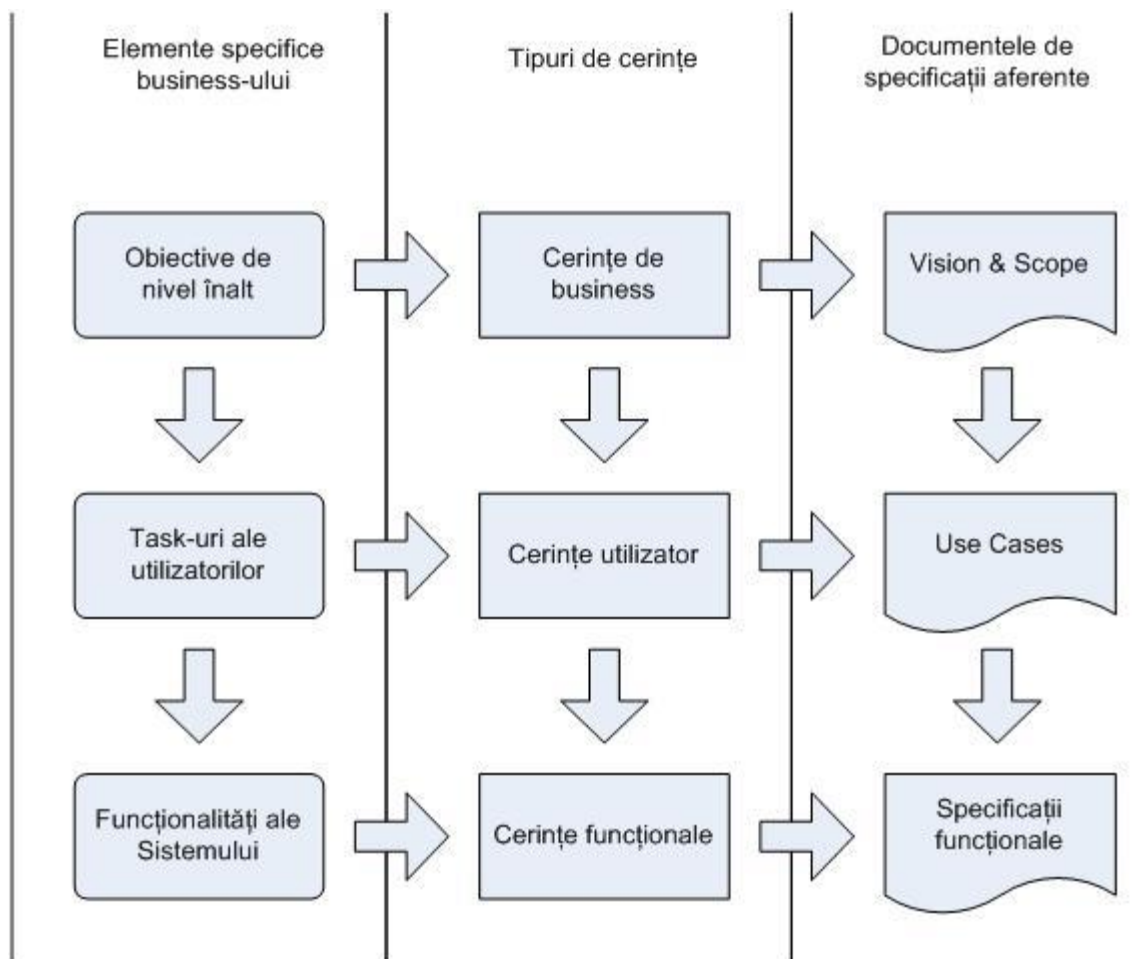 Elemente specifice
business-ului
Tipuri de cerințe
Documentele de
specificații aferente
Obiective de
nivel înalt
Cerințe de
business
Vision & Scope
Task-uri ale
utilizatorilor
Cerințe utilizator
Use Cases
Funcționalități ale
Sistemului
Cerințe funcționale
Specificații
funcționale